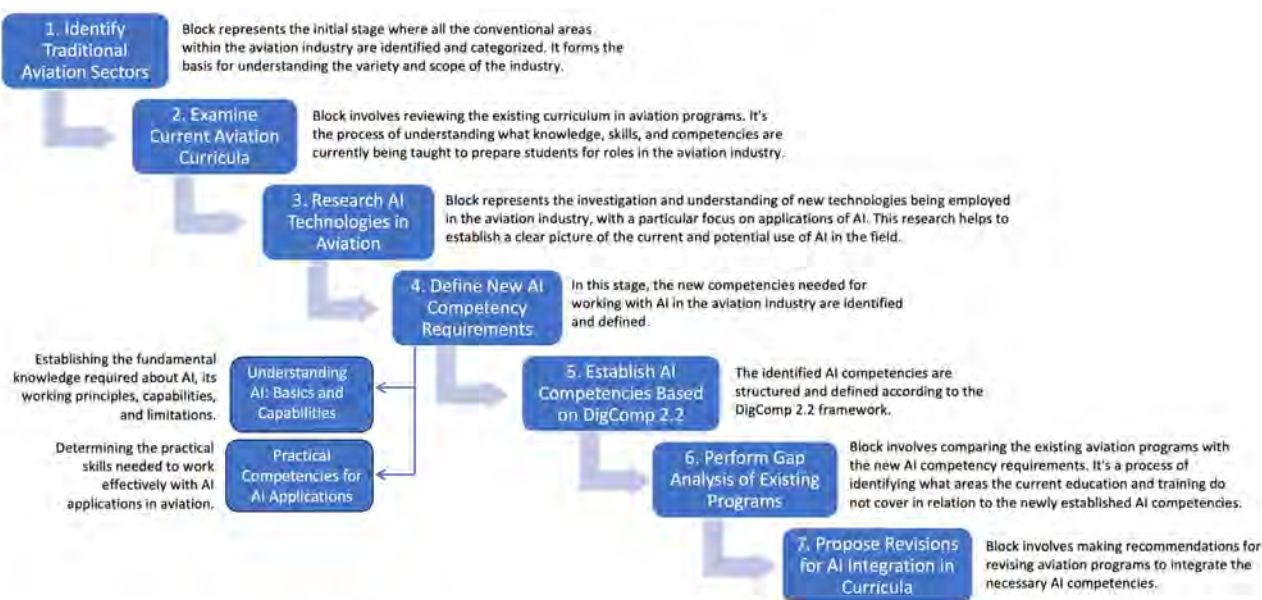 1. Identify
Traditional
Aviation Sectors
Block represents the initial stage where all the conventional areas
within the aviation industry are identified and categorized. It forms the
basis for understanding the variety and scope of the industry.
2. Examine
Current Aviation
Curricula
Block involves reviewing the existing curriculum in aviation programs. It's
the process of understanding what knowledge, skills, and competencies are
currently being taught to prepare students for roles in the aviation industry.
3. Research AI
Technologies in
Aviation
Block represents the investigation and understanding of new technologies being employed
in the aviation industry, with a particular focus on applications of AI. This research helps to
establish a clear picture of the current and potential use of AI in the field.
4. Define New AI
Competency
Requirements
In this stage, the new competencies needed for
working with AI in the aviation industry are identified
and defined.
Establishing the fundamental
knowledge required about AI, its
working principles, capabilities,
and limitations.
Understanding
AI: Basics and
Capabilities
5. Establish AI
Competencies Based
on DigComp 2.2
The identified AI competencies are
structured and defined according to the
DigComp 2.2 framework.
Determining the practical
skills needed to work
effectively with AI
applications in aviation.
Practical
Competencies for
AI Applications
6. Perform Gap
Analysis of Existing
Programs
Block involves comparing the existing aviation programs with
the new AI competency requirements. It's a process of
identifying what areas the current education and training do
not cover in relation to the newly established AI competencies.
7. Propose Revisions
for AI Integration in
Curricula
Block involves making recommendations for
revising aviation programs to integrate the
necessary AI competencies.